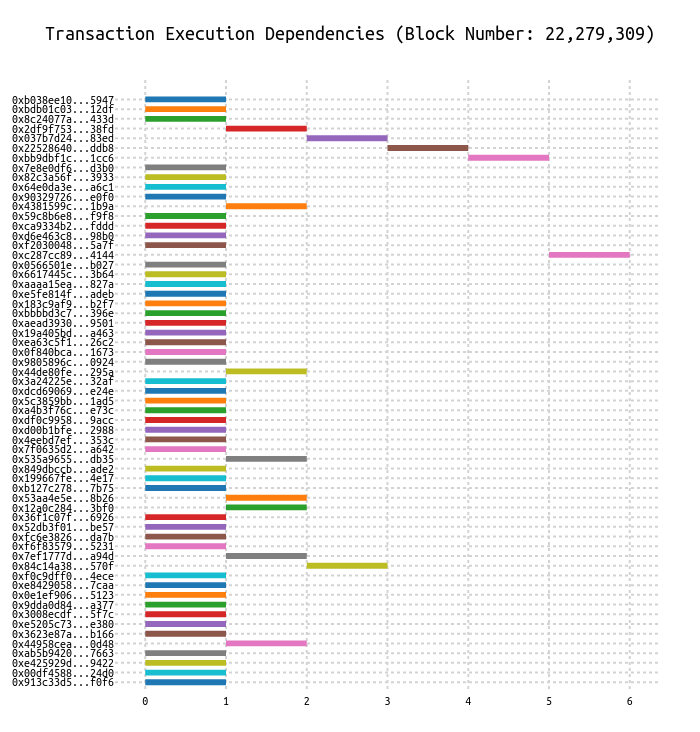 Transaction Execution Dependencies (Block Number: 22,279,309)
0xb038ee10...5947
0xbdb01c03...12df
0x8c24077a...433d
0x2df9f753...38fd
0x037b7d24...83ed
0x22528640...ddb8
0xbb9dbf1c...1cc6
0x7e8e0df6...d3b0
0x82c3a56f...3933
0x64e0da3e...a6c1
0x90329726...e0f0
0x4381599c...1b9a
0x59c8b6e8...f9f8
0xca9334b2...fddd
0xd6e463c8...98b0
0xf2030048...5a7f
0xc287cc89...4144
0x0566501e...b027
0x6617445c...3b64
0xaaaa15ea...827a
0xe5fe814f...adeb
0x183c9af9...b2f7
0xbbbbd3c7...396e
0xaead3930...9501
0x19a405bd...a463
0xea63c5f1...26c2
0x0f840bca...1673
0x9805896c...0924
0x44de80fe...295a
0x3a24225e...32af
0xdcd69069...e24e
0x5c3859bb...1ad5
0xa4b3f76c...e73c
0xdf0c9958...9acc
0xd00b1bfe...2988
0x4eebd7ef...353c
0x7f0635d2...a642
0x535a9655...db35
0x849dbccb...ade2
0x199667fe...4e17
0xb127c278...7b75
0x53aa4e5e...8b26
0x12a0c284...3bf0
0x36f1c07f...6926
0x52db3f01...be57
0xfc6e3826...da7b
0xf6f83579...5231
0x7ef1777d...a94d
0x84c14a38...570f
0xf0c9dff0...4ece
0xe8429058...7caa
0x0e1ef906...5123
0x9dda0d84...a377
0x3008ecdf...5f7c
0xe5205c73...e380
0x3623e87a...b166
0x44958cea...0d48
0xab5b9420...7663
0xe425929d...9422
0x00df4588...24d0
0x913c33d5...f0f6
0 1 2 3 4 5 6